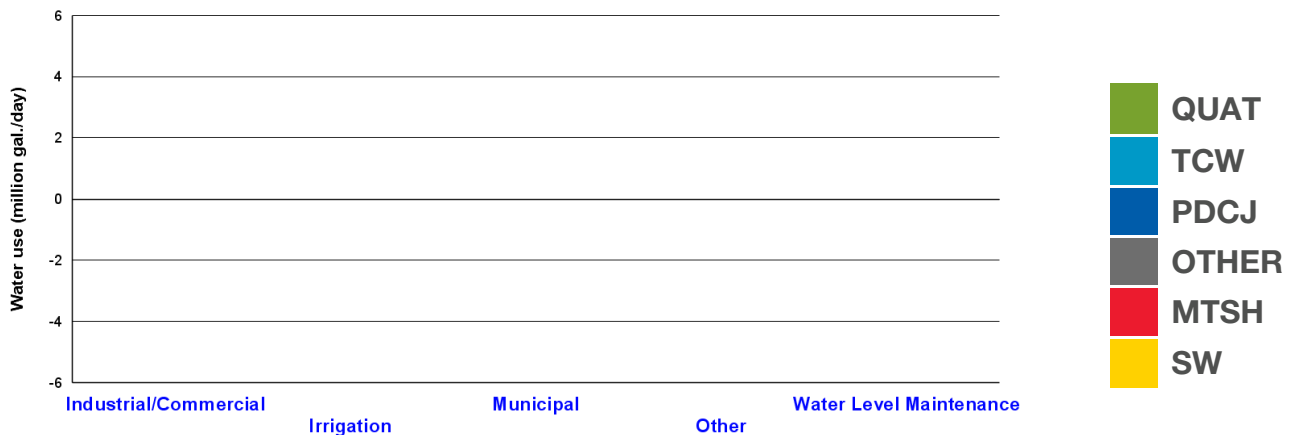 6
4
2
0
-2
-4
-6
Water use (million gal./day)
Industrial/Commercial
Irrigation
Municipal
Other
Water Level Maintenance
QUAT
TCW
PDCJ
OTHER
MTSH
SW